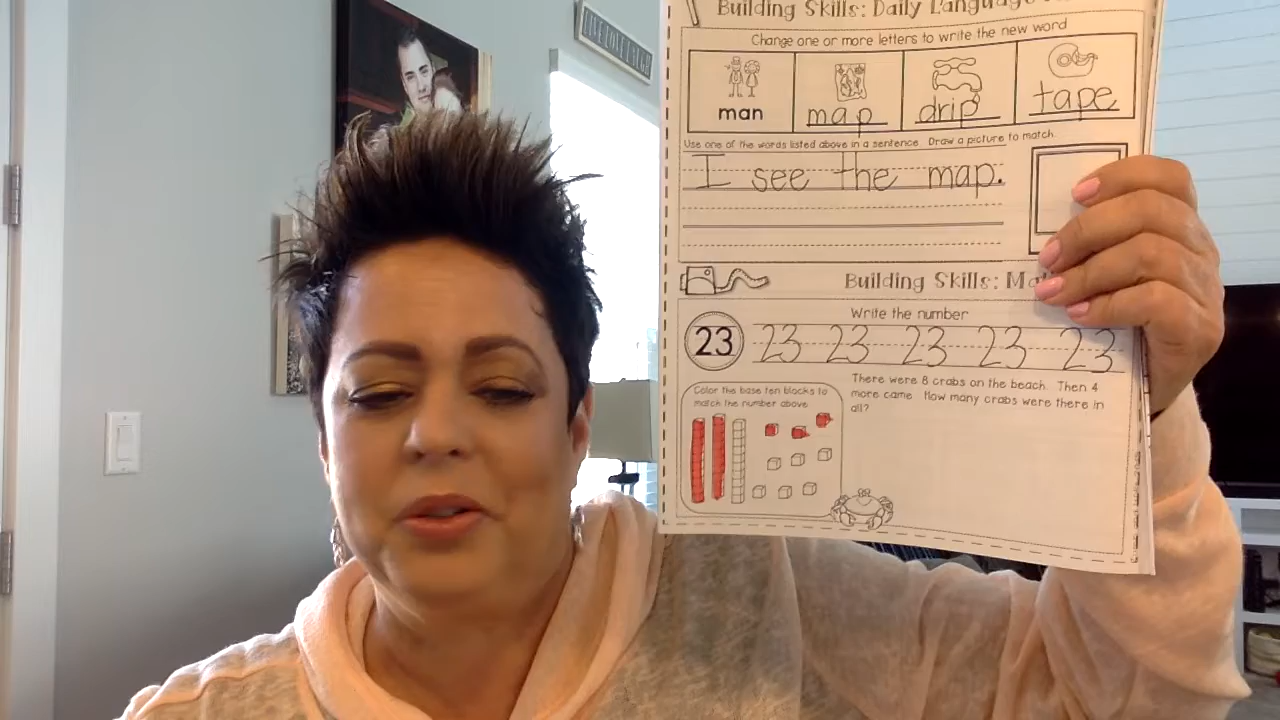 Building Skills: Daily Language
Change one or more letters to write the new word
man map drip tape
Use one of the words listed above in a sentence. Draw a picture to match.
I see the map.
Building Skills:
Write the number
23 23 23 23 23 23
Color the base ten blocks to
match the number above
There were 8 crabs on the beach. Then 4
more came. How many crabs were there in
all?